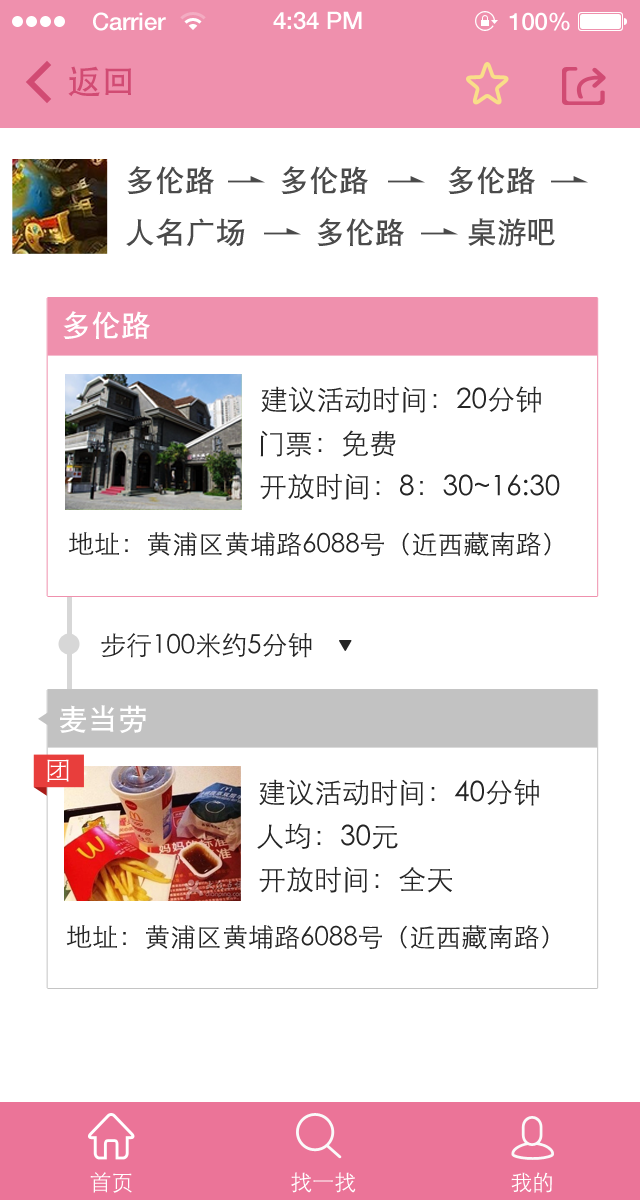 Carrier 4:34 PM 100%
返回
多伦路 → 多伦路 → 多伦路 →
人名广场 → 多伦路 → 桌游吧
多伦路
建议活动时间：20分钟
门票：免费
开放时间：8：30~16:30
地址：黄浦区黄埔路6088号（近西藏南路）
步行100米约5分钟 ▼
麦当劳
团
建议活动时间：40分钟
人均：30元
开放时间：全天
地址：黄浦区黄埔路6088号（近西藏南路）
首页 找一找 我的